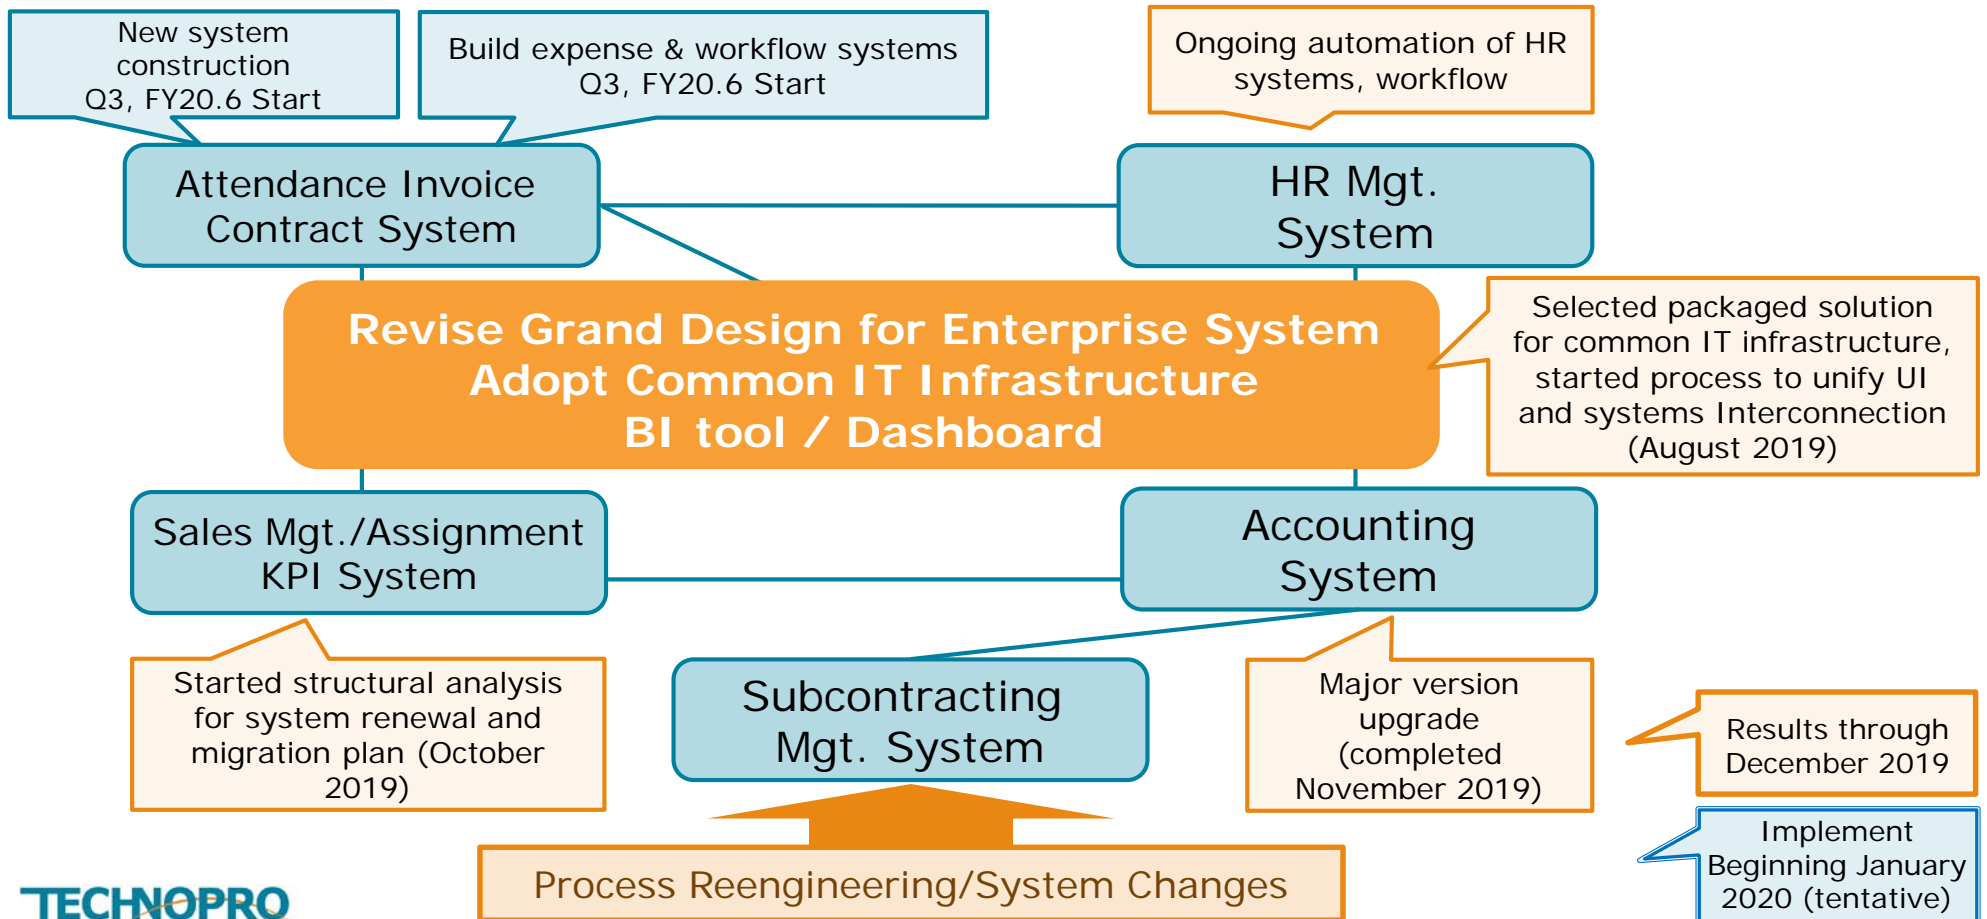 New system
construction
Q3, FY20.6 Start
Build expense & workflow systems
Q3, FY20.6 Start
Ongoing automation of HR
systems, workflow
Attendance Invoice
Contract System
HR Mgt.
System
Revise Grand Design for Enterprise System
Adopt Common IT Infrastructure
BI tool / Dashboard
Selected packaged solution
for common IT infrastructure,
started process to unify UI
and systems Interconnection
(August 2019)
Sales Mgt./Assignment
KPI System
Accounting
System
Started structural analysis
for system renewal and
migration plan (October
2019)
Subcontracting
Mgt. System
Major version
upgrade
(completed
November 2019)
Results through
December 2019
Process Reengineering/System Changes
Implement
Beginning January
2020 (tentative)
TECHNOPRO